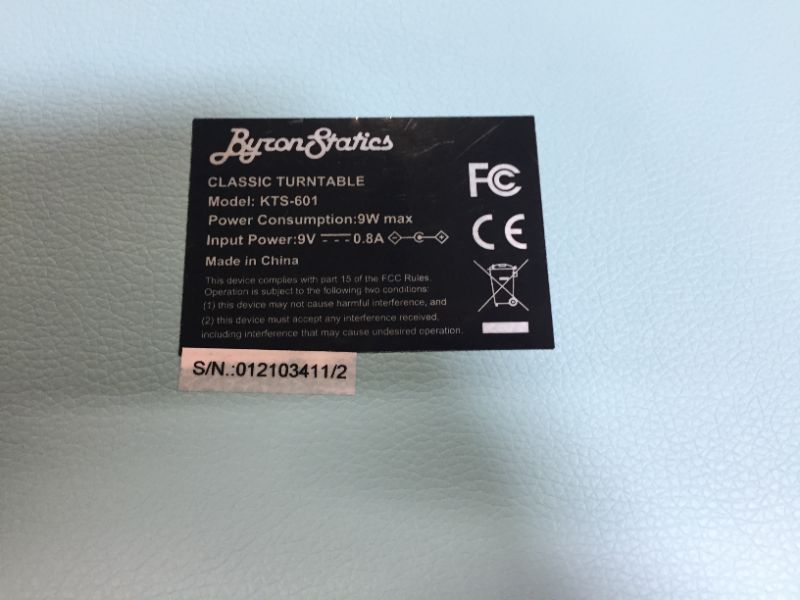 ByronStatics
CLASSIC TURNTABLE
Model: KTS-601
Power Consumption:9W max
Input Power:9V ⎓ 0.8A
Made in China
This device complies with part 15 of the FCC Rules.
Operation is subject to the following two conditions:
(1) this device may not cause harmful interference, and
(2) this device must accept any interference received,
including interference that may cause undesired operation.
FC
CE
S/N.:012103411/2